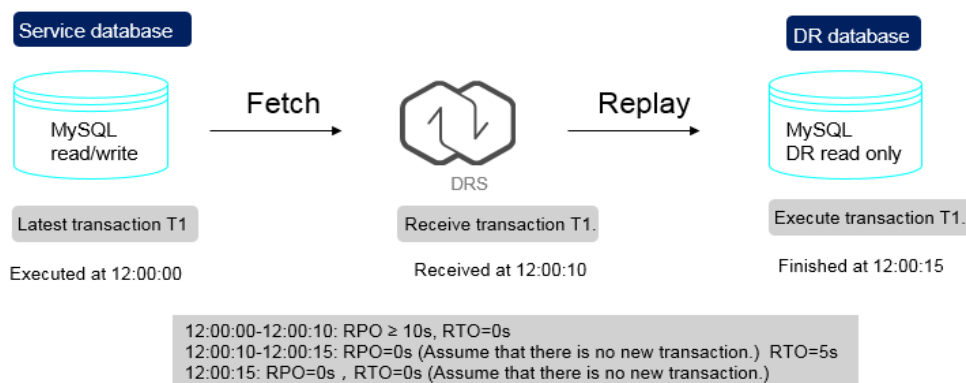 Service database
DR database
Fetch
Replay
MySQL
read/write
MySQL
DR read only
DRS
Latest transaction T1
Receive transaction T1.
Execute transaction T1.
Executed at 12:00:00
Received at 12:00:10
Finished at 12:00:15
12:00:00-12:00:10: RPO ≥ 10s, RTO=0s
12:00:10-12:00:15: RPO=0s (Assume that there is no new transaction.) RTO=5s
12:00:15: RPO=0s , RTO=0s (Assume that there is no new transaction.)